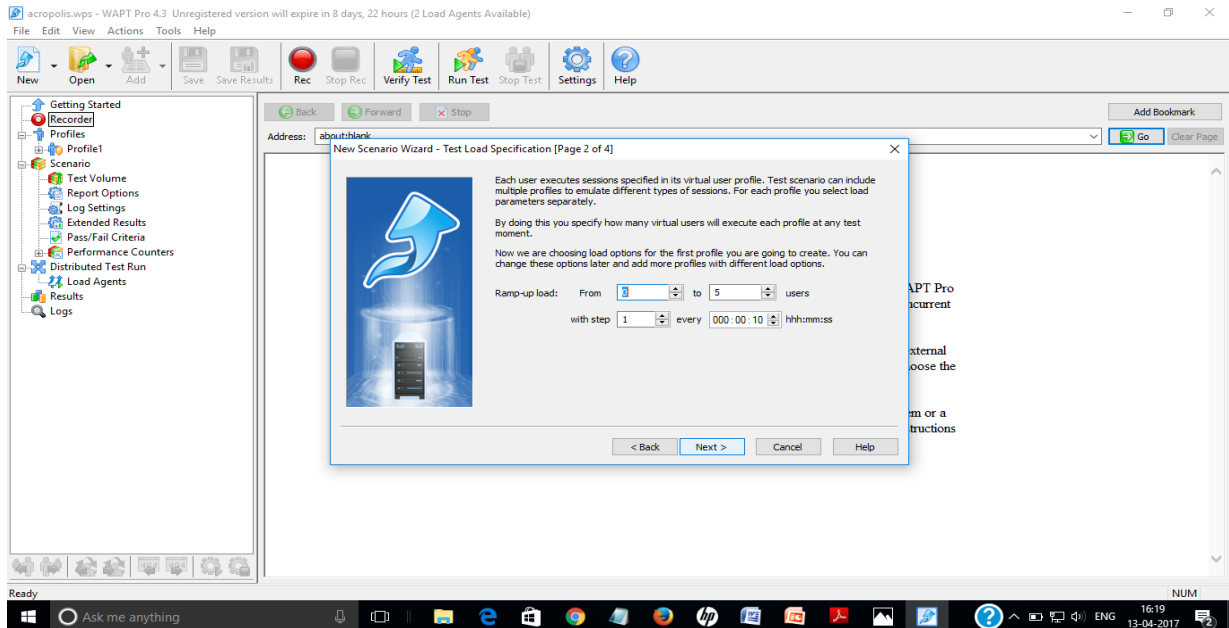 acropolis.wps - WAPT Pro 4.3 Unregistered version will expire in 8 days, 22 hours (2 Load Agents Available)
File Edit View Actions Tools Help
New Open Add Save Save Results Rec Stop Rec Verify Test Run Test Stop Test Settings Help
Getting Started
Recorder
Profiles
Profile1
Scenario
Test Volume
Report Options
Log Settings
Extended Results
Pass/Fail Criteria
Performance Counters
Distributed Test Run
Load Agents
Results
Logs
Back Forward Stop Add Bookmark
Address: about:blank Go Clear Page
New Scenario Wizard - Test Load Specification [Page 2 of 4]
Each user executes sessions specified in its virtual user profile. Test scenario can include
multiple profiles to emulate different types of sessions. For each profile you select load
parameters separately.
By doing this you specify how many virtual users will execute each profile at any test
moment.
Now we are choosing load options for the first profile you are going to create. You can
change these options later and add more profiles with different load options.
Ramp-up load: From 0 to 5 users
with step 1 every 000:00:10 hhh:mm:ss
< Back Next > Cancel Help
APT Pro
ncurrent
xternal
oose the
em or a
tructions
Ready NUM
Ask me anything
hp
ENG
16:19
13-04-2017
2